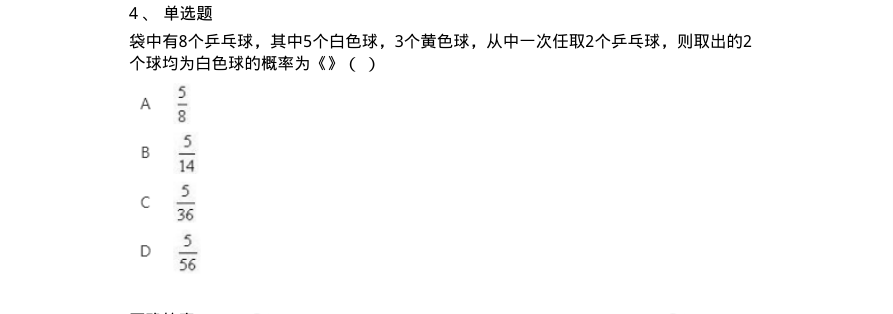 4 、 单选题
袋中有8个乒乓球，其中5个白色球，3个黄色球，从中一次任取2个乒乓球，则取出的2
个球均为白色球的概率为《》（ ）
A 5/8
B 5/14
C 5/36
D 5/56